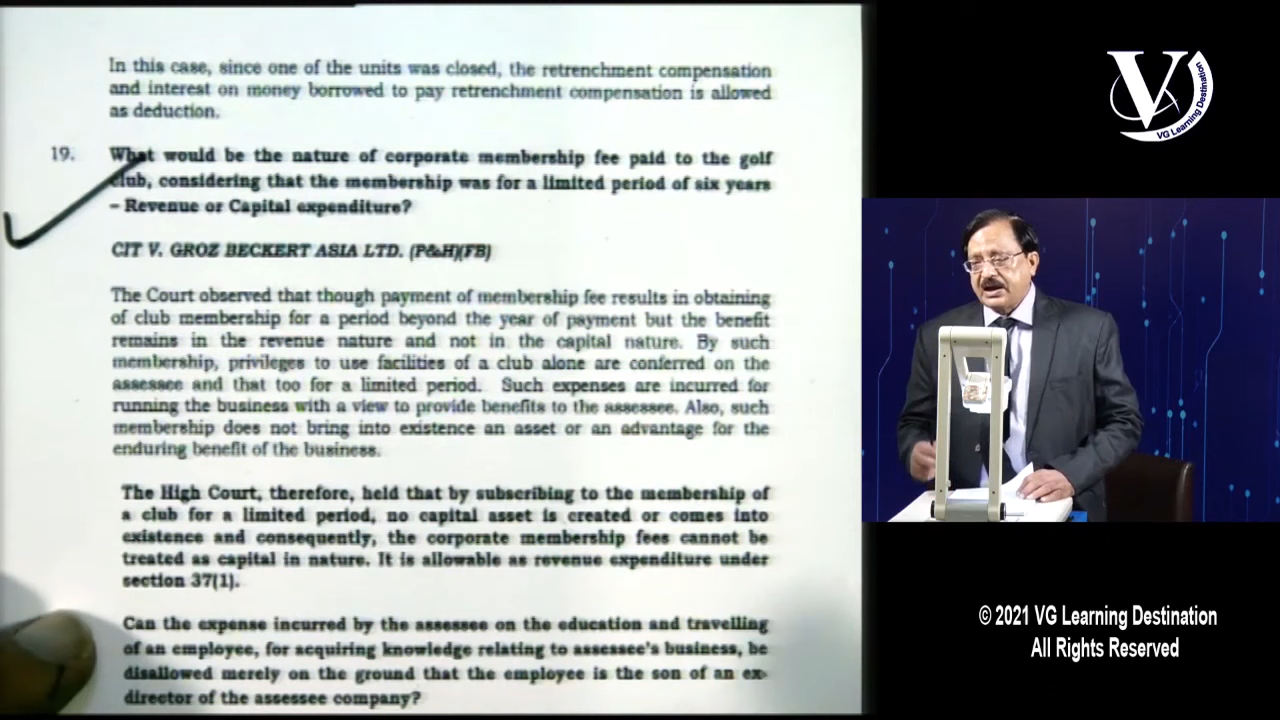 In this case, since one of the units was closed, the retrenchment compensation
and interest on money borrowed to pay retrenchment compensation is allowed
as deduction.
19. What would be the nature of corporate membership fee paid to the golf
club, considering that the membership was for a limited period of six years
– Revenue or Capital expenditure?
CIT V. GROZ BECKERT ASIA LTD. (P&H)(FB)
The Court observed that though payment of membership fee results in obtaining
of club membership for a period beyond the year of payment but the benefit
remains in the revenue nature and not in the capital nature. By such
membership, privileges to use facilities of a club alone are conferred on the
assessee and that too for a limited period. Such expenses are incurred for
running the business with a view to provide benefits to the assessee. Also, such
membership does not bring into existence an asset or an advantage for the
enduring benefit of the business.
The High Court, therefore, held that by subscribing to the membership of
a club for a limited period, no capital asset is created or comes into
existence and consequently, the corporate membership fees cannot be
treated as capital in nature. It is allowable as revenue expenditure under
section 37(1).
Can the expense incurred by the assessee on the education and travelling
of an employee, for acquiring knowledge relating to assessee's business, be
disallowed merely on the ground that the employee is the son of an ex-
director of the assessee company?
V
VG Learning Destination
© 2021 VG Learning Destination
All Rights Reserved